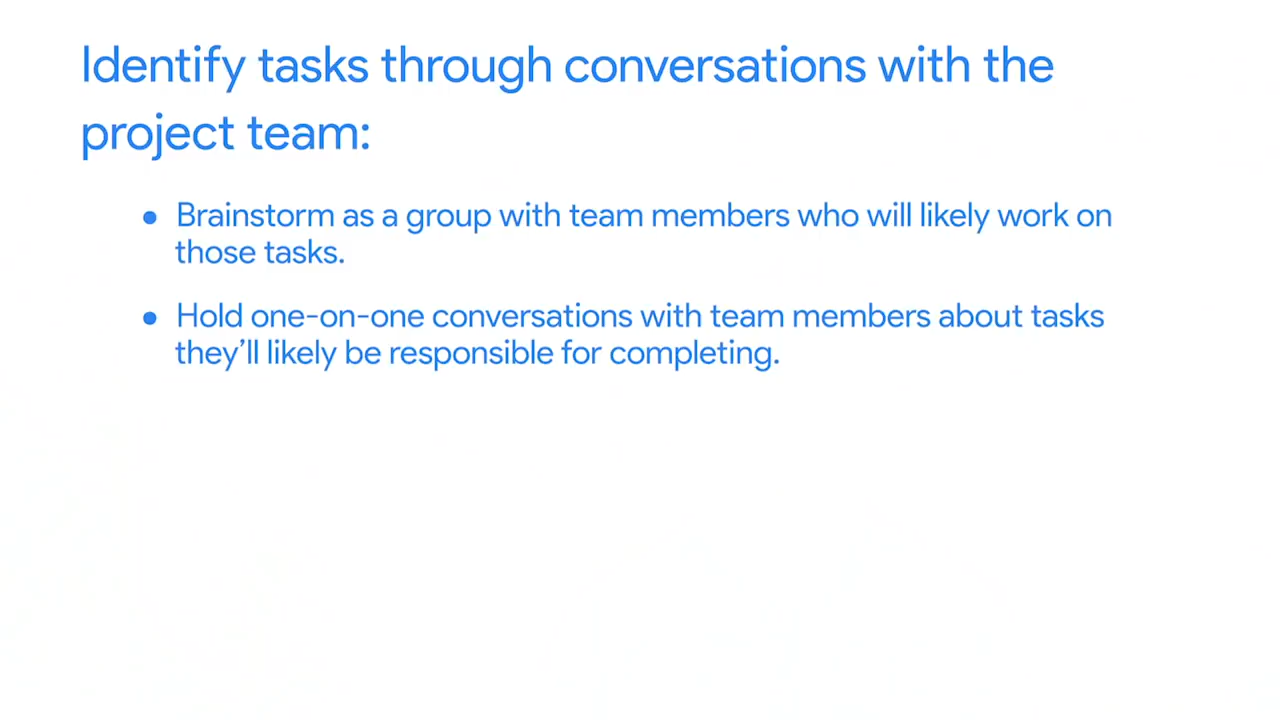 Identify tasks through conversations with the
project team:
● Brainstorm as a group with team members who will likely work on
those tasks.
● Hold one-on-one conversations with team members about tasks
they’ll likely be responsible for completing.